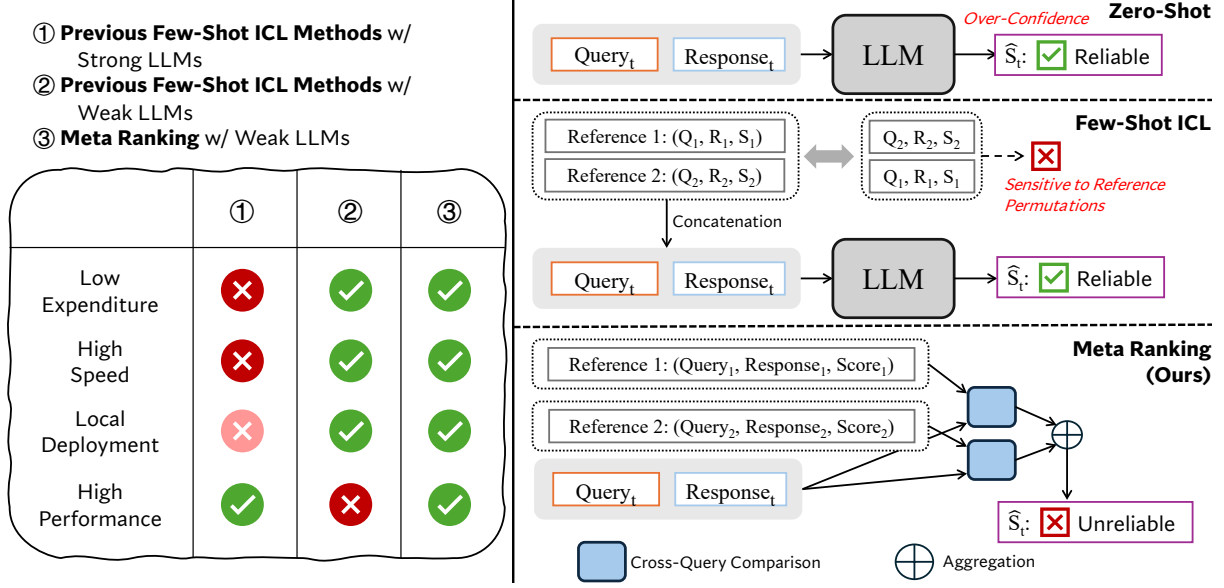 ① Previous Few-Shot ICL Methods w/
Strong LLMs
② Previous Few-Shot ICL Methods w/
Weak LLMs
③ Meta Ranking w/ Weak LLMs
① ② ③
Low
Expenditure
High
Speed
Local
Deployment
High
Performance
Zero-Shot
Over-Confidence
Query_t Response_t LLM Ŝ_t: Reliable
Few-Shot ICL
Reference 1: (Q_1, R_1, S_1)
Reference 2: (Q_2, R_2, S_2)
Q_2, R_2, S_2
Q_1, R_1, S_1
Sensitive to Reference
Permutations
Concatenation
Query_t Response_t LLM Ŝ_t: Reliable
Meta Ranking
(Ours)
Reference 1: (Query_1, Response_1, Score_1)
Reference 2: (Query_2, Response_2, Score_2)
Query_t Response_t
Ŝ_t: Unreliable
Cross-Query Comparison Aggregation